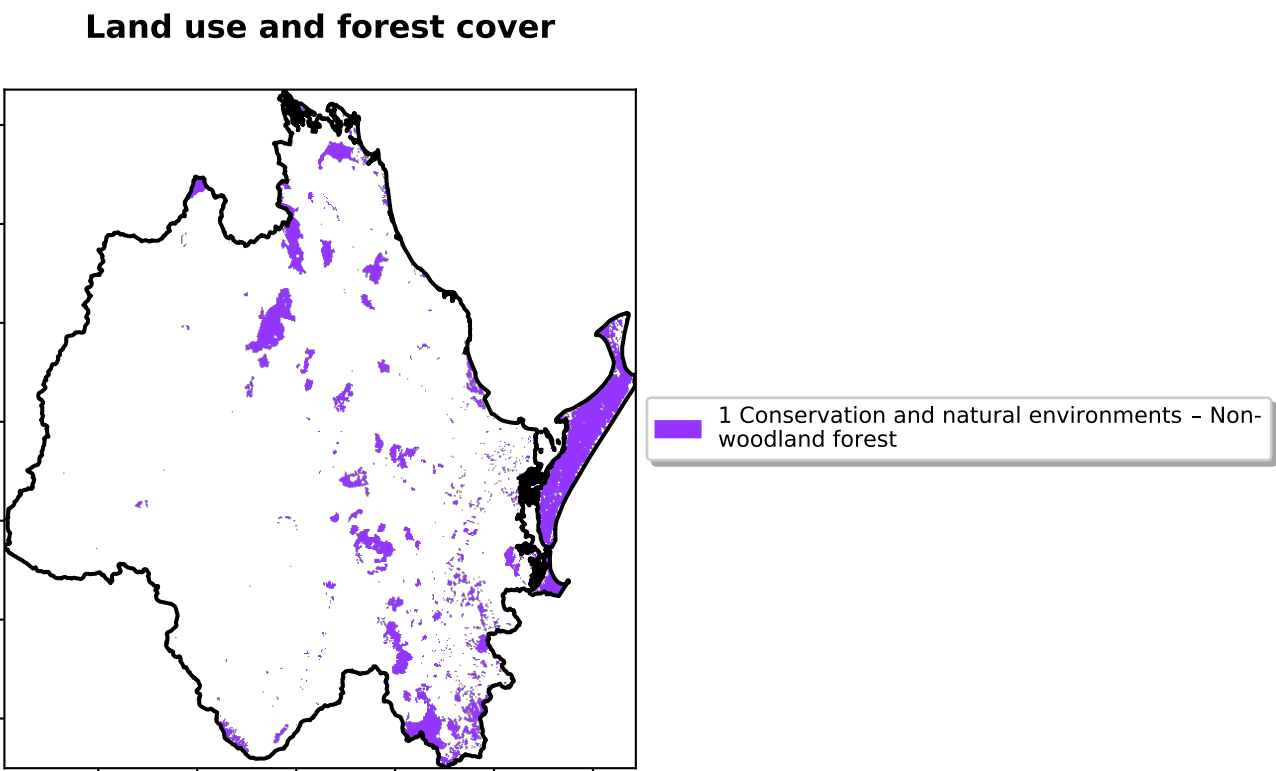 Land use and forest cover
1 Conservation and natural environments – Non-
woodland forest